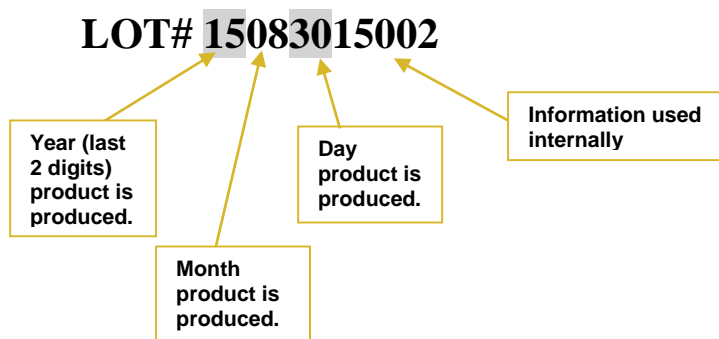 LOT# 15083015002
Year (last
2 digits)
product is
produced.
Month
product is
produced.
Day
product is
produced.
Information used
internally